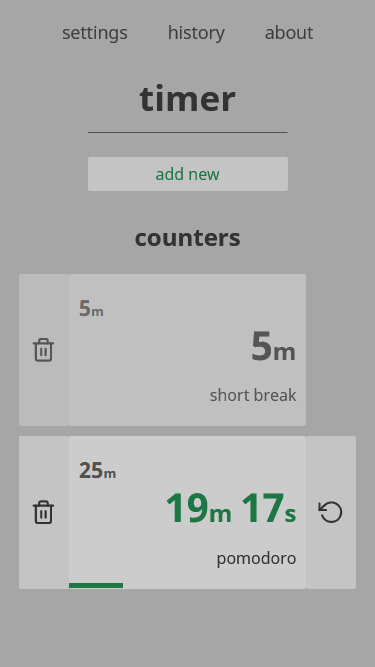 settings history about
timer
add new
counters
5m
5m
short break
25m
19m 17s
pomodoro